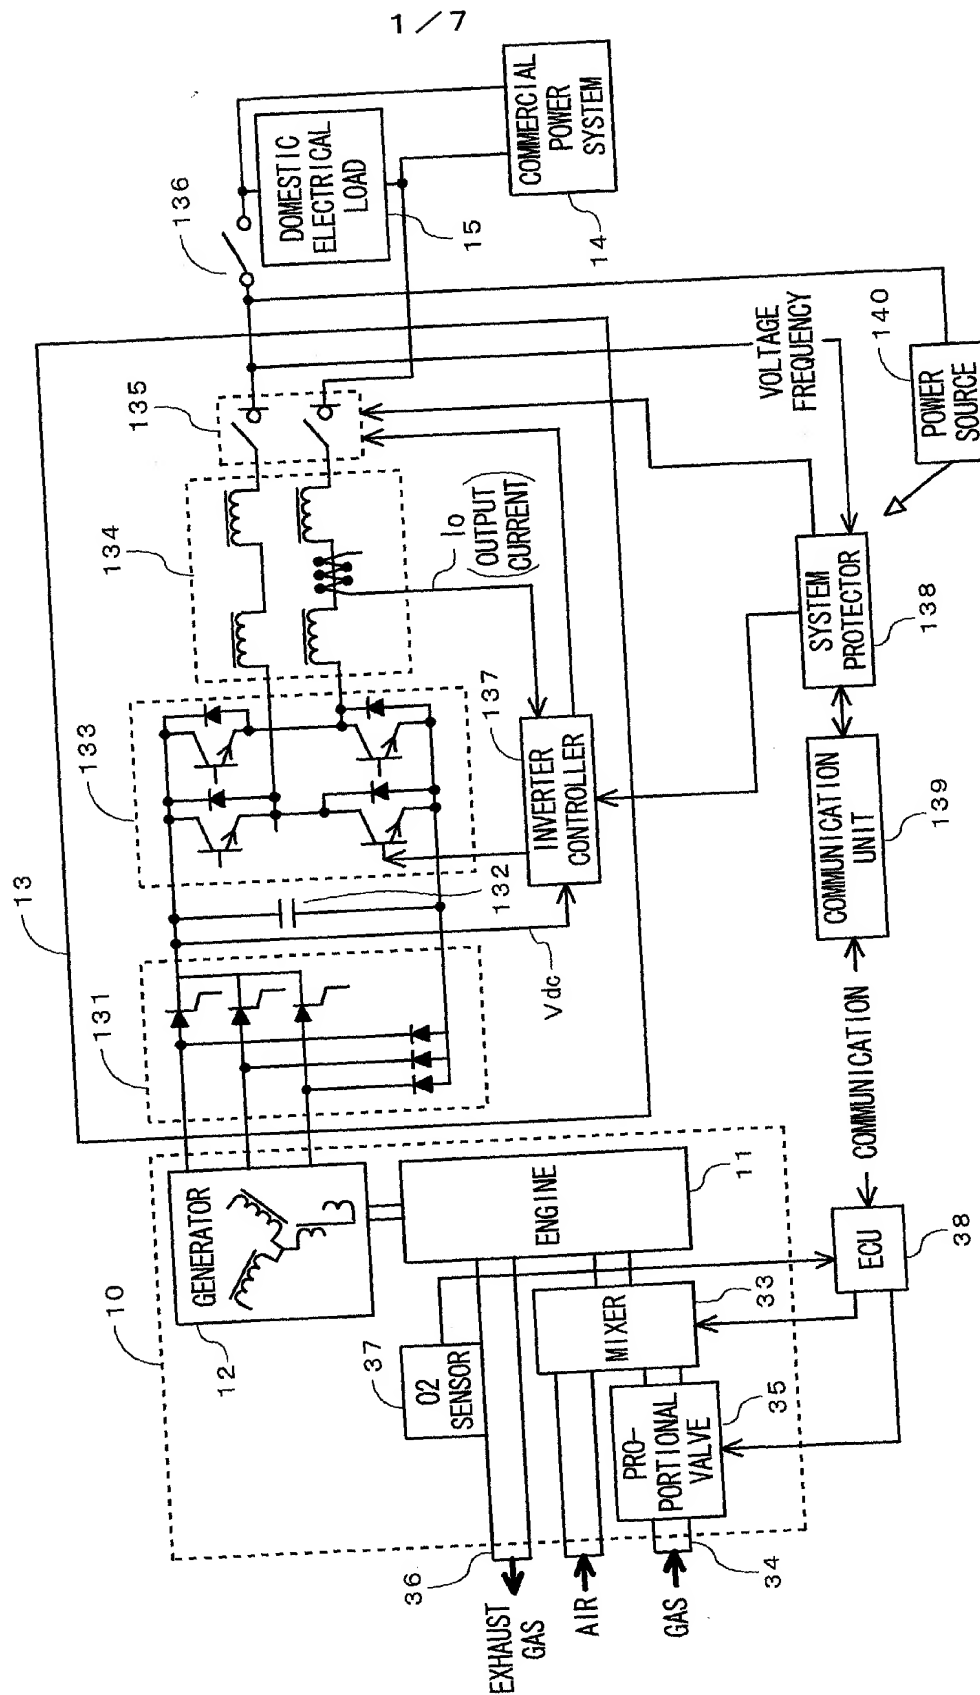 1/7
136
DOMESTIC
ELECTRICAL
LOAD
15
COMMERCIAL
POWER
SYSTEM
14
135
134
Io
(OUTPUT
CURRENT)
VOLTAGE
FREQUENCY
140
POWER
SOURCE
133
137
INVERTER
CONTROLLER
SYSTEM
PROTECTOR
138
13
132
Vdc
131
COMMUNICATION
UNIT
139
COMMUNICATION
10
GENERATOR
12
ENGINE
11
37
O2
SENSOR
MIXER
33
ECU
38
PRO-
PORTIONAL
VALVE
35
36
EXHAUST
GAS
AIR
GAS
34